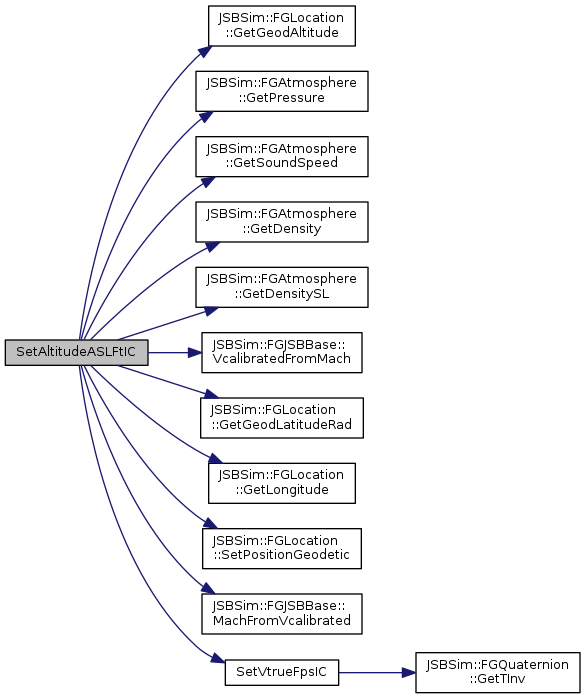 JSBSim::FGLocation
::GetGeodAltitude
JSBSim::FGAtmosphere
::GetPressure
JSBSim::FGAtmosphere
::GetSoundSpeed
JSBSim::FGAtmosphere
::GetDensity
JSBSim::FGAtmosphere
::GetDensitySL
SetAltitudeASLFtIC
JSBSim::FGJSBBase::
VcalibratedFromMach
JSBSim::FGLocation
::GetGeodLatitudeRad
JSBSim::FGLocation
::GetLongitude
JSBSim::FGLocation
::SetPositionGeodetic
JSBSim::FGJSBBase::
MachFromVcalibrated
SetVtrueFpsIC
JSBSim::FGQuaternion
::GetTInv